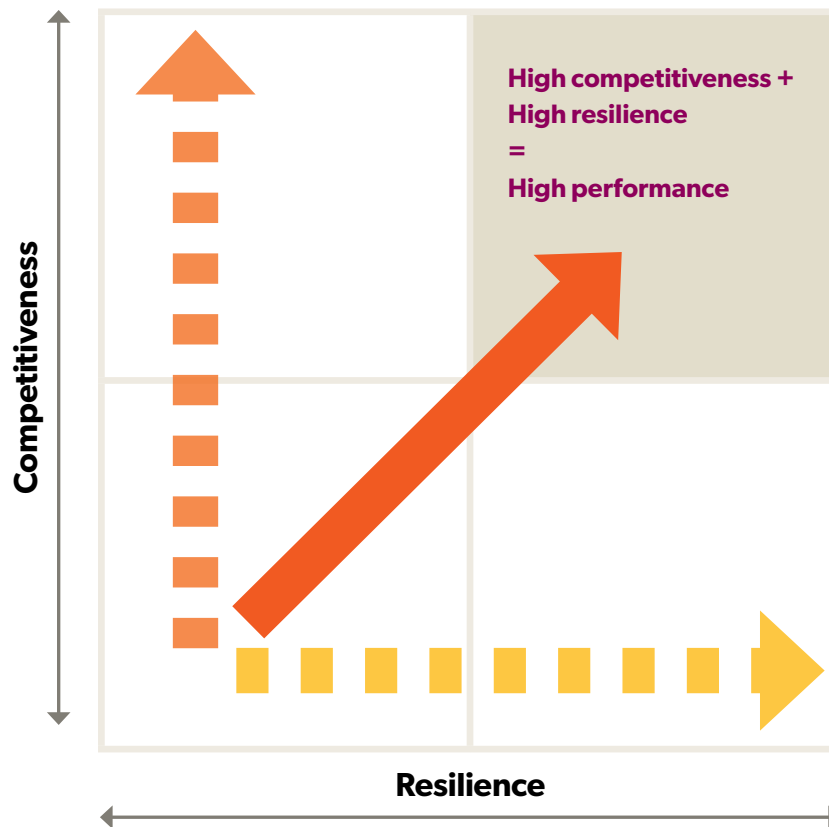 High competitiveness +
High resilience
=
High performance
Competitiveness
Resilience